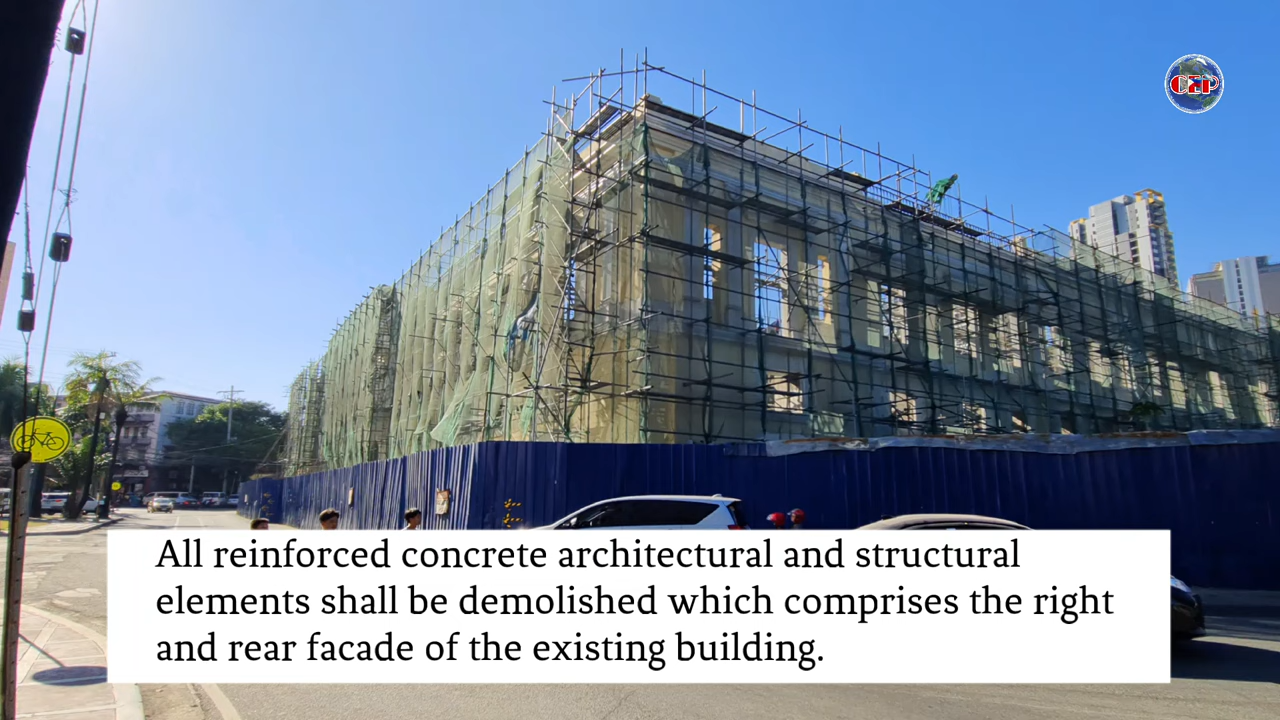 CEP
All reinforced concrete architectural and structural
elements shall be demolished which comprises the right
and rear facade of the existing building.